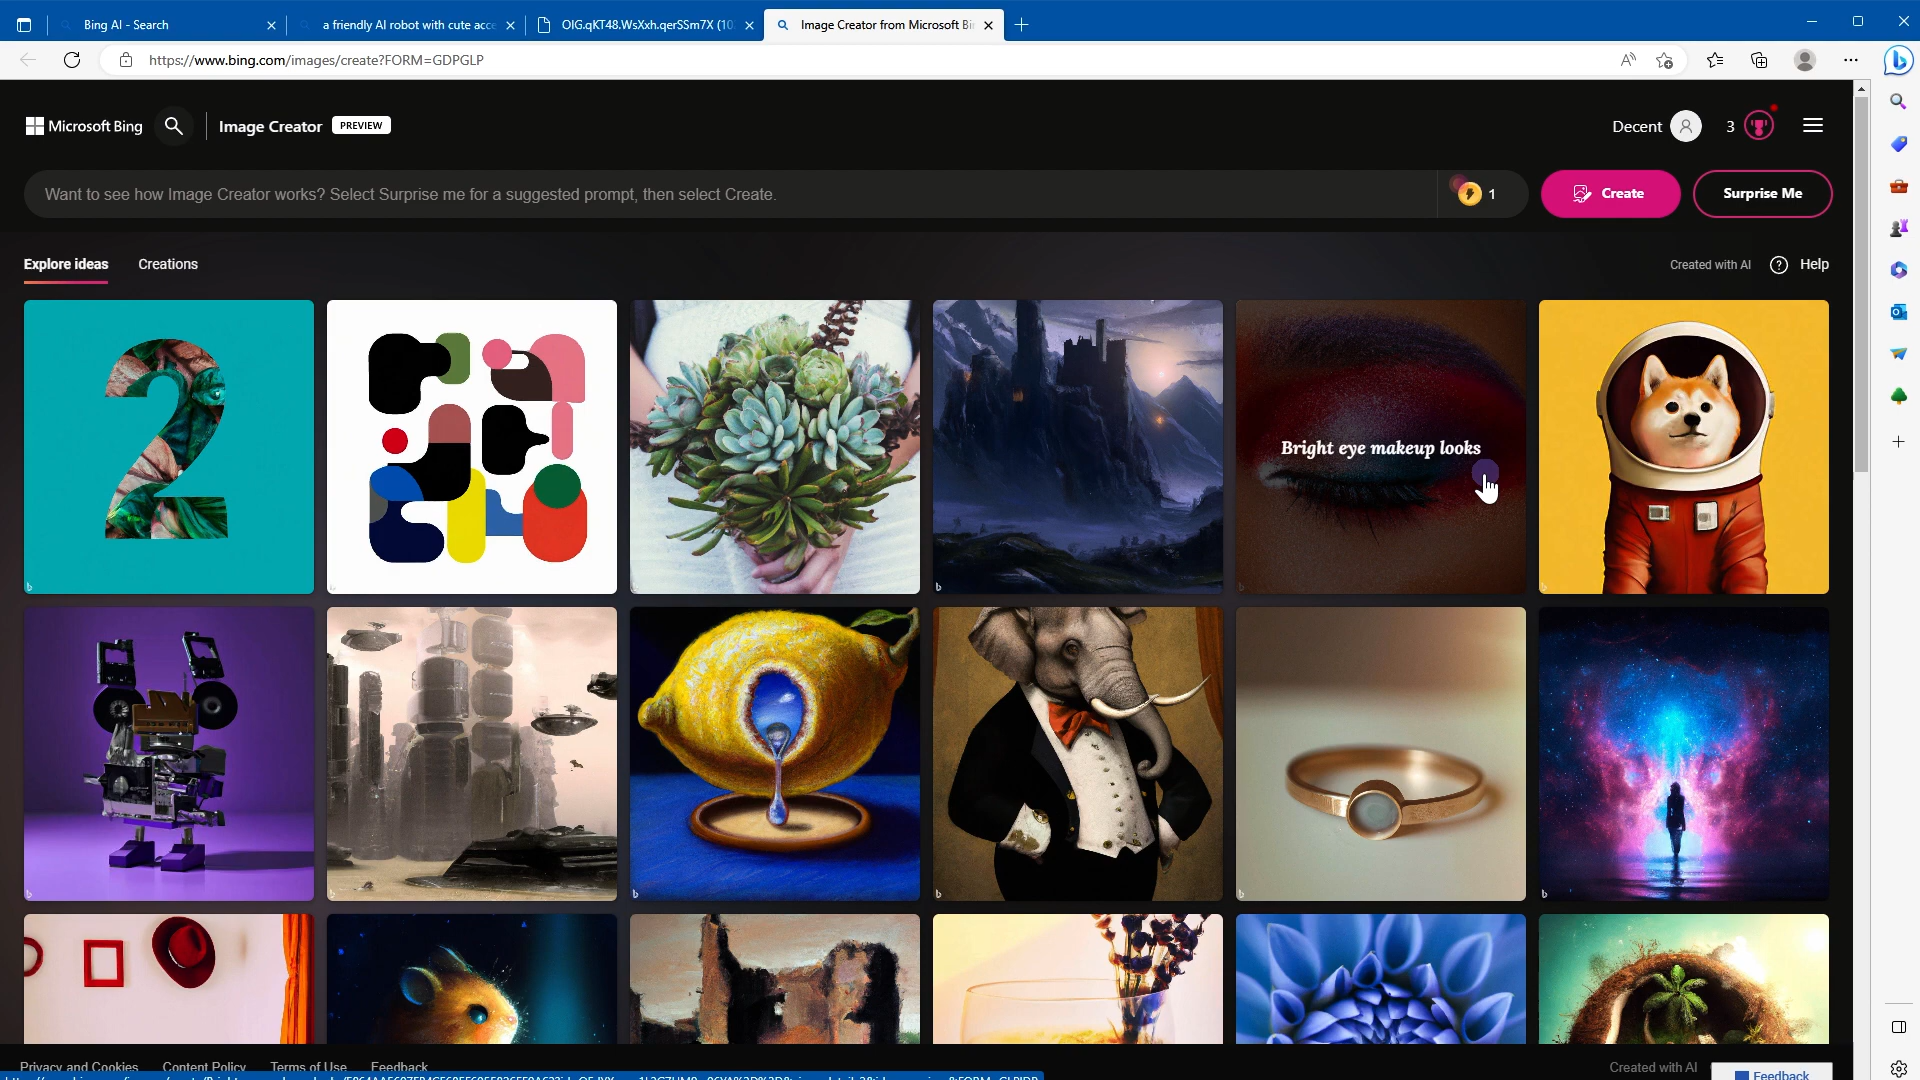 Bing AI - Search
a friendly AI robot with cute acce
OIG.qKT48.WsXxh.qerSSm7X (10
Image Creator from Microsoft Bi
https://www.bing.com/images/create?FORM=GDPGLP
Microsoft Bing
Image Creator
PREVIEW
Decent
3
Want to see how Image Creator works? Select Surprise me for a suggested prompt, then select Create.
1
Create
Surprise Me
Explore ideas
Creations
Created with AI
Help
2
Bright eye makeup looks
Privacy and Cookies
Content Policy
Terms of Use
Feedback
Created with AI
Feedback